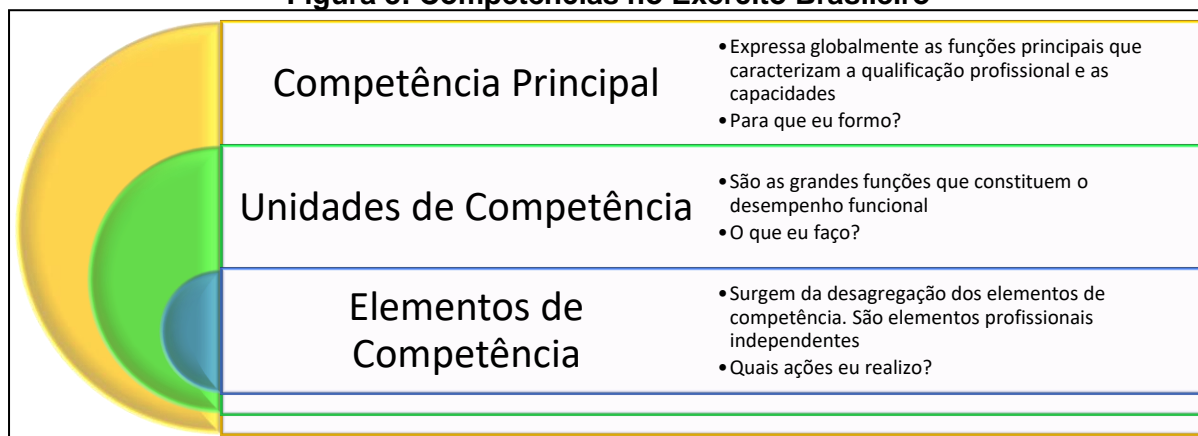 Competência Principal
•Expressa globalmente as funções principais que
caracterizam a qualificação profissional e as
capacidades
•Para que eu formo?
Unidades de Competência
•São as grandes funções que constituem o
desempenho funcional
•O que eu faço?
Elementos de
Competência
•Surgem da desagregação dos elementos de
competência. São elementos profissionais
independentes
•Quais ações eu realizo?